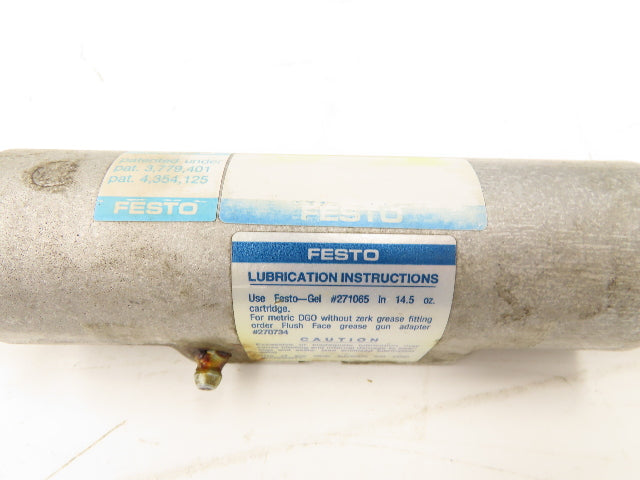 patented under
pat. 3,779,401
pat. 4,354,125
FESTO
FESTO
FESTO
LUBRICATION INSTRUCTIONS
Use Festo-Gel #271065 in 14.5 oz.
cartridge.
For metric DGO without zerk grease fitting
order Flush Face grease gun adapter
#270734
CAUTION